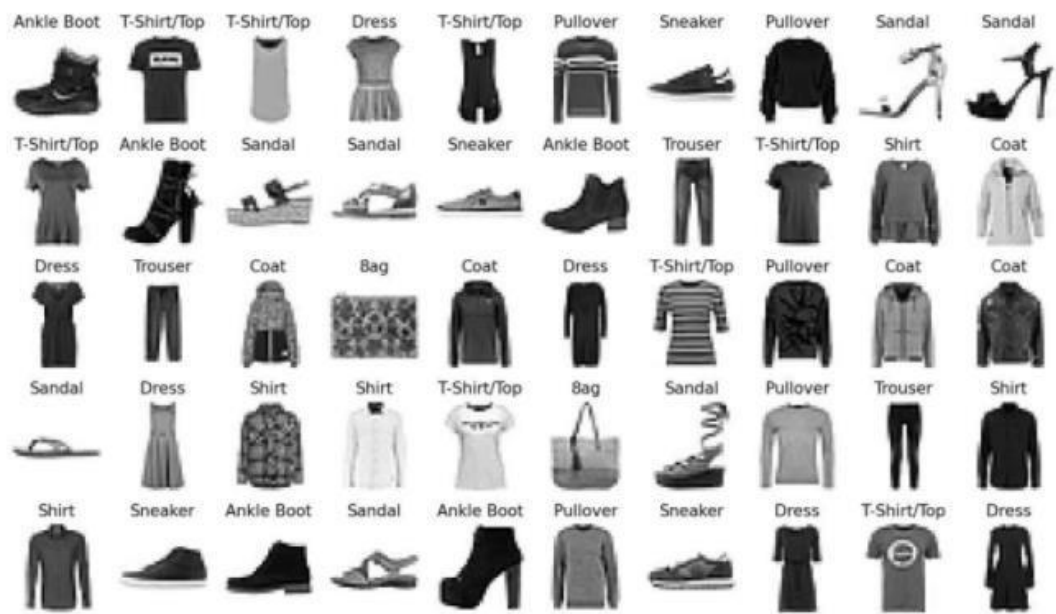 Ankle Boot T-Shirt/Top T-Shirt/Top Dress T-Shirt/Top Pullover Sneaker Pullover Sandal Sandal
T-Shirt/Top Ankle Boot Sandal Sandal Sneaker Ankle Boot Trouser T-Shirt/Top Shirt Coat
Dress Trouser Coat Bag Coat Dress T-Shirt/Top Pullover Coat Coat
Sandal Dress Shirt Shirt T-Shirt/Top Bag Sandal Pullover Trouser Shirt
Shirt Sneaker Ankle Boot Sandal Ankle Boot Pullover Sneaker Dress T-Shirt/Top Dress